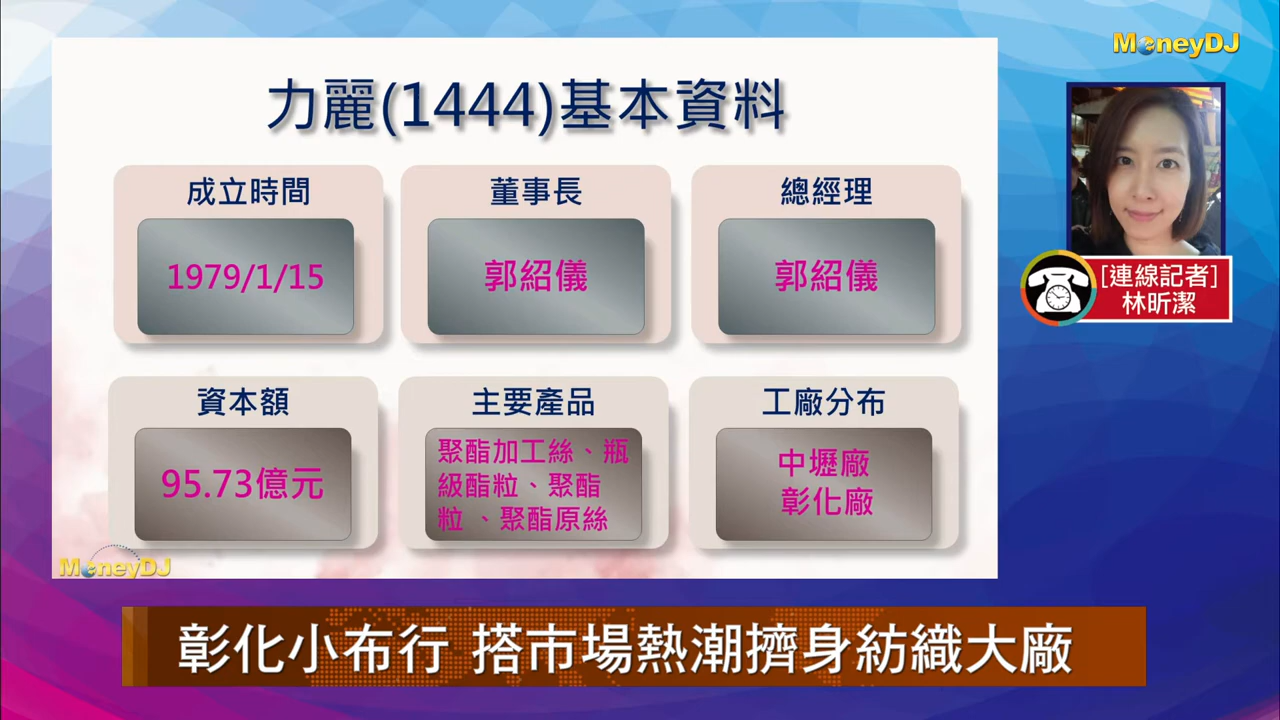 MoneyDJ
力麗(1444)基本資料
成立時間
1979/1/15
董事長
郭紹儀
總經理
郭紹儀
資本額
95.73億元
主要產品
聚酯加工絲、瓶
級酯粒、聚酯
粒 、聚酯原絲
工廠分布
中壢廠
彰化廠
[連線記者]
林昕潔
MoneyDJ
彰化小布行 搭市場熱潮擠身紡織大廠